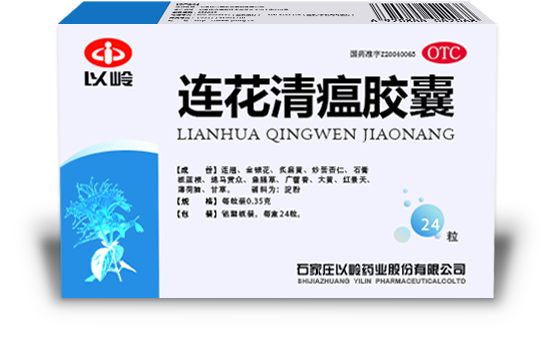 国药准字Z20040063
OTC
以岭
连花清瘟胶囊
LIANHUA QINGWEN JIAONANG
【成 份】连翘、金银花、炙麻黄、炒苦杏仁、石膏
板蓝根、绵马贯众、鱼腥草、广藿香、大黄、红景天、
薄荷脑、甘草。 辅料为：淀粉
【规 格】每粒装0.35克
【包 装】铝塑板装。每盒24粒。
24粒
石家庄以岭药业股份有限公司
SHIJIAZHUANG YILIN PHARMACEUTICALCOLTD